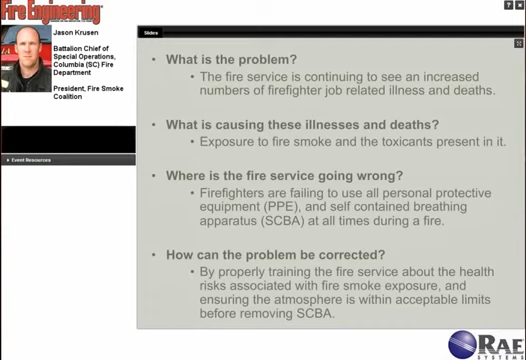 Fire Engineering
Jason Krusen
Battalion Chief of
Special Operations,
Columbia (SC) Fire
Department
President, Fire Smoke
Coalition
Event Resources
Slides
• What is the problem?
• The fire service is continuing to see an increased
numbers of firefighter job related illness and deaths.
• What is causing these illnesses and deaths?
• Exposure to fire smoke and the toxicants present in it.
• Where is the fire service going wrong?
• Firefighters are failing to use all personal protective
equipment (PPE), and self contained breathing
apparatus (SCBA) at all times during a fire.
• How can the problem be corrected?
• By properly training the fire service about the health
risks associated with fire smoke exposure, and
ensuring the atmosphere is within acceptable limits
before removing SCBA.
RAE
SYSTEMS